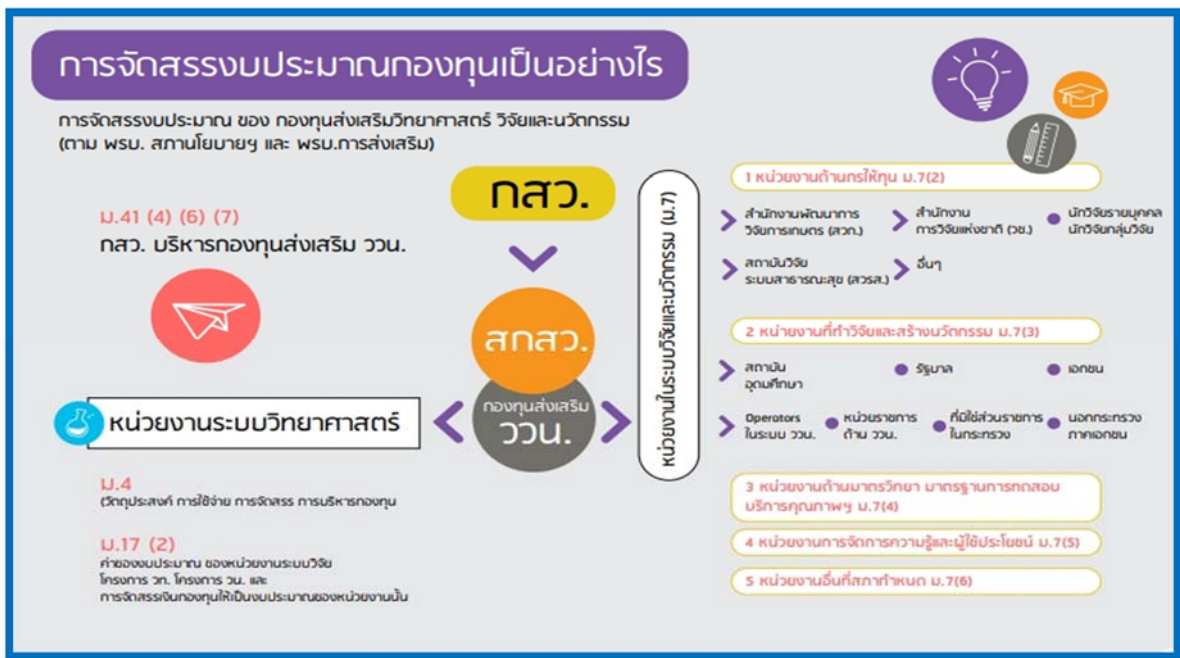 การจัดสรรงบประมาณกองทุนเป็นอย่างไร
การจัดสรรงบประมาณ ของ กองทุนส่งเสริมวิทยาศาสตร์ วิจัยและนวัตกรรม
(ตาม พรบ. สภานโยบายฯ และ พรบ.การส่งเสริม)
ม.41 (4) (6) (7)
กสว. บริหารกองทุนส่งเสริม ววน.
กสว.
สกสว.
กองทุนส่งเสริม
ววน.
หน่วยงานระบบวิทยาศาสตร์
ม.4
(วัตถุประสงค์ การใช้จ่าย การจัดสรร การบริหารกองทุน
ม.17 (2)
คำของงบประมาณ ของหน่วยงานระบบวิจัย
โครงการ วท. โครงการ วน. และ
การจัดสรรเงินกองทุนให้เป็นงบประมาณของหน่วยงานนั้น
หน่วยงานในระบบวิจัยและนวัตกรรม (ม.7)
1 หน่วยงานด้านกรให้ทุน ม.7(2)
สำนักงานพัฒนาการ
วิจัยการเกษตร (สวก.)
สำนักงาน
การวิจัยแห่งชาติ (วช.)
นักวิจัยรายบุคคล
นักวิจัยกลุ่มวิจัย
สถาบันวิจัย
ระบบสาธารณะสุข (สวรส.)
อื่นๆ
2 หน่ายงานที่ทำวิจัยและสร้างนวัตกรรม ม.7(3)
สถาบัน
อุดมศึกษา
รัฐบาล
เอกชน
Operators
ในระบบ ววน.
หน่วยราชการ
ด้าน ววน.
ที่มิใช่ส่วนราชการ
ในกระทรวง
นอกกระทรวง
ภาคเอกชน
3 หน่วยงานด้านมาตรวิทยา มาตรฐานการทดสอบ
บริการคุณภาพฯ ม.7(4)
4 หน่วยงานการจัดการความรู้และผู้ใช้ประโยชน์ ม.7(5)
5 หน่วยงานอื่นที่สภากำหนด ม.7(6)